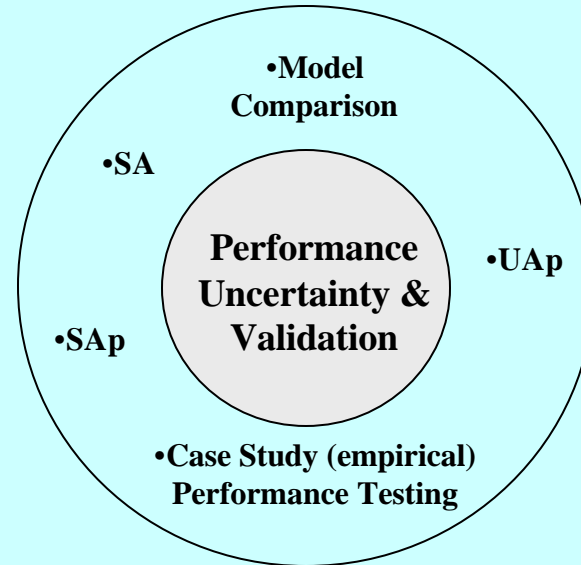 •Model
Comparison
•SA
Performance
Uncertainty &
Validation
•UAp
•SAp
•Case Study (empirical)
Performance Testing